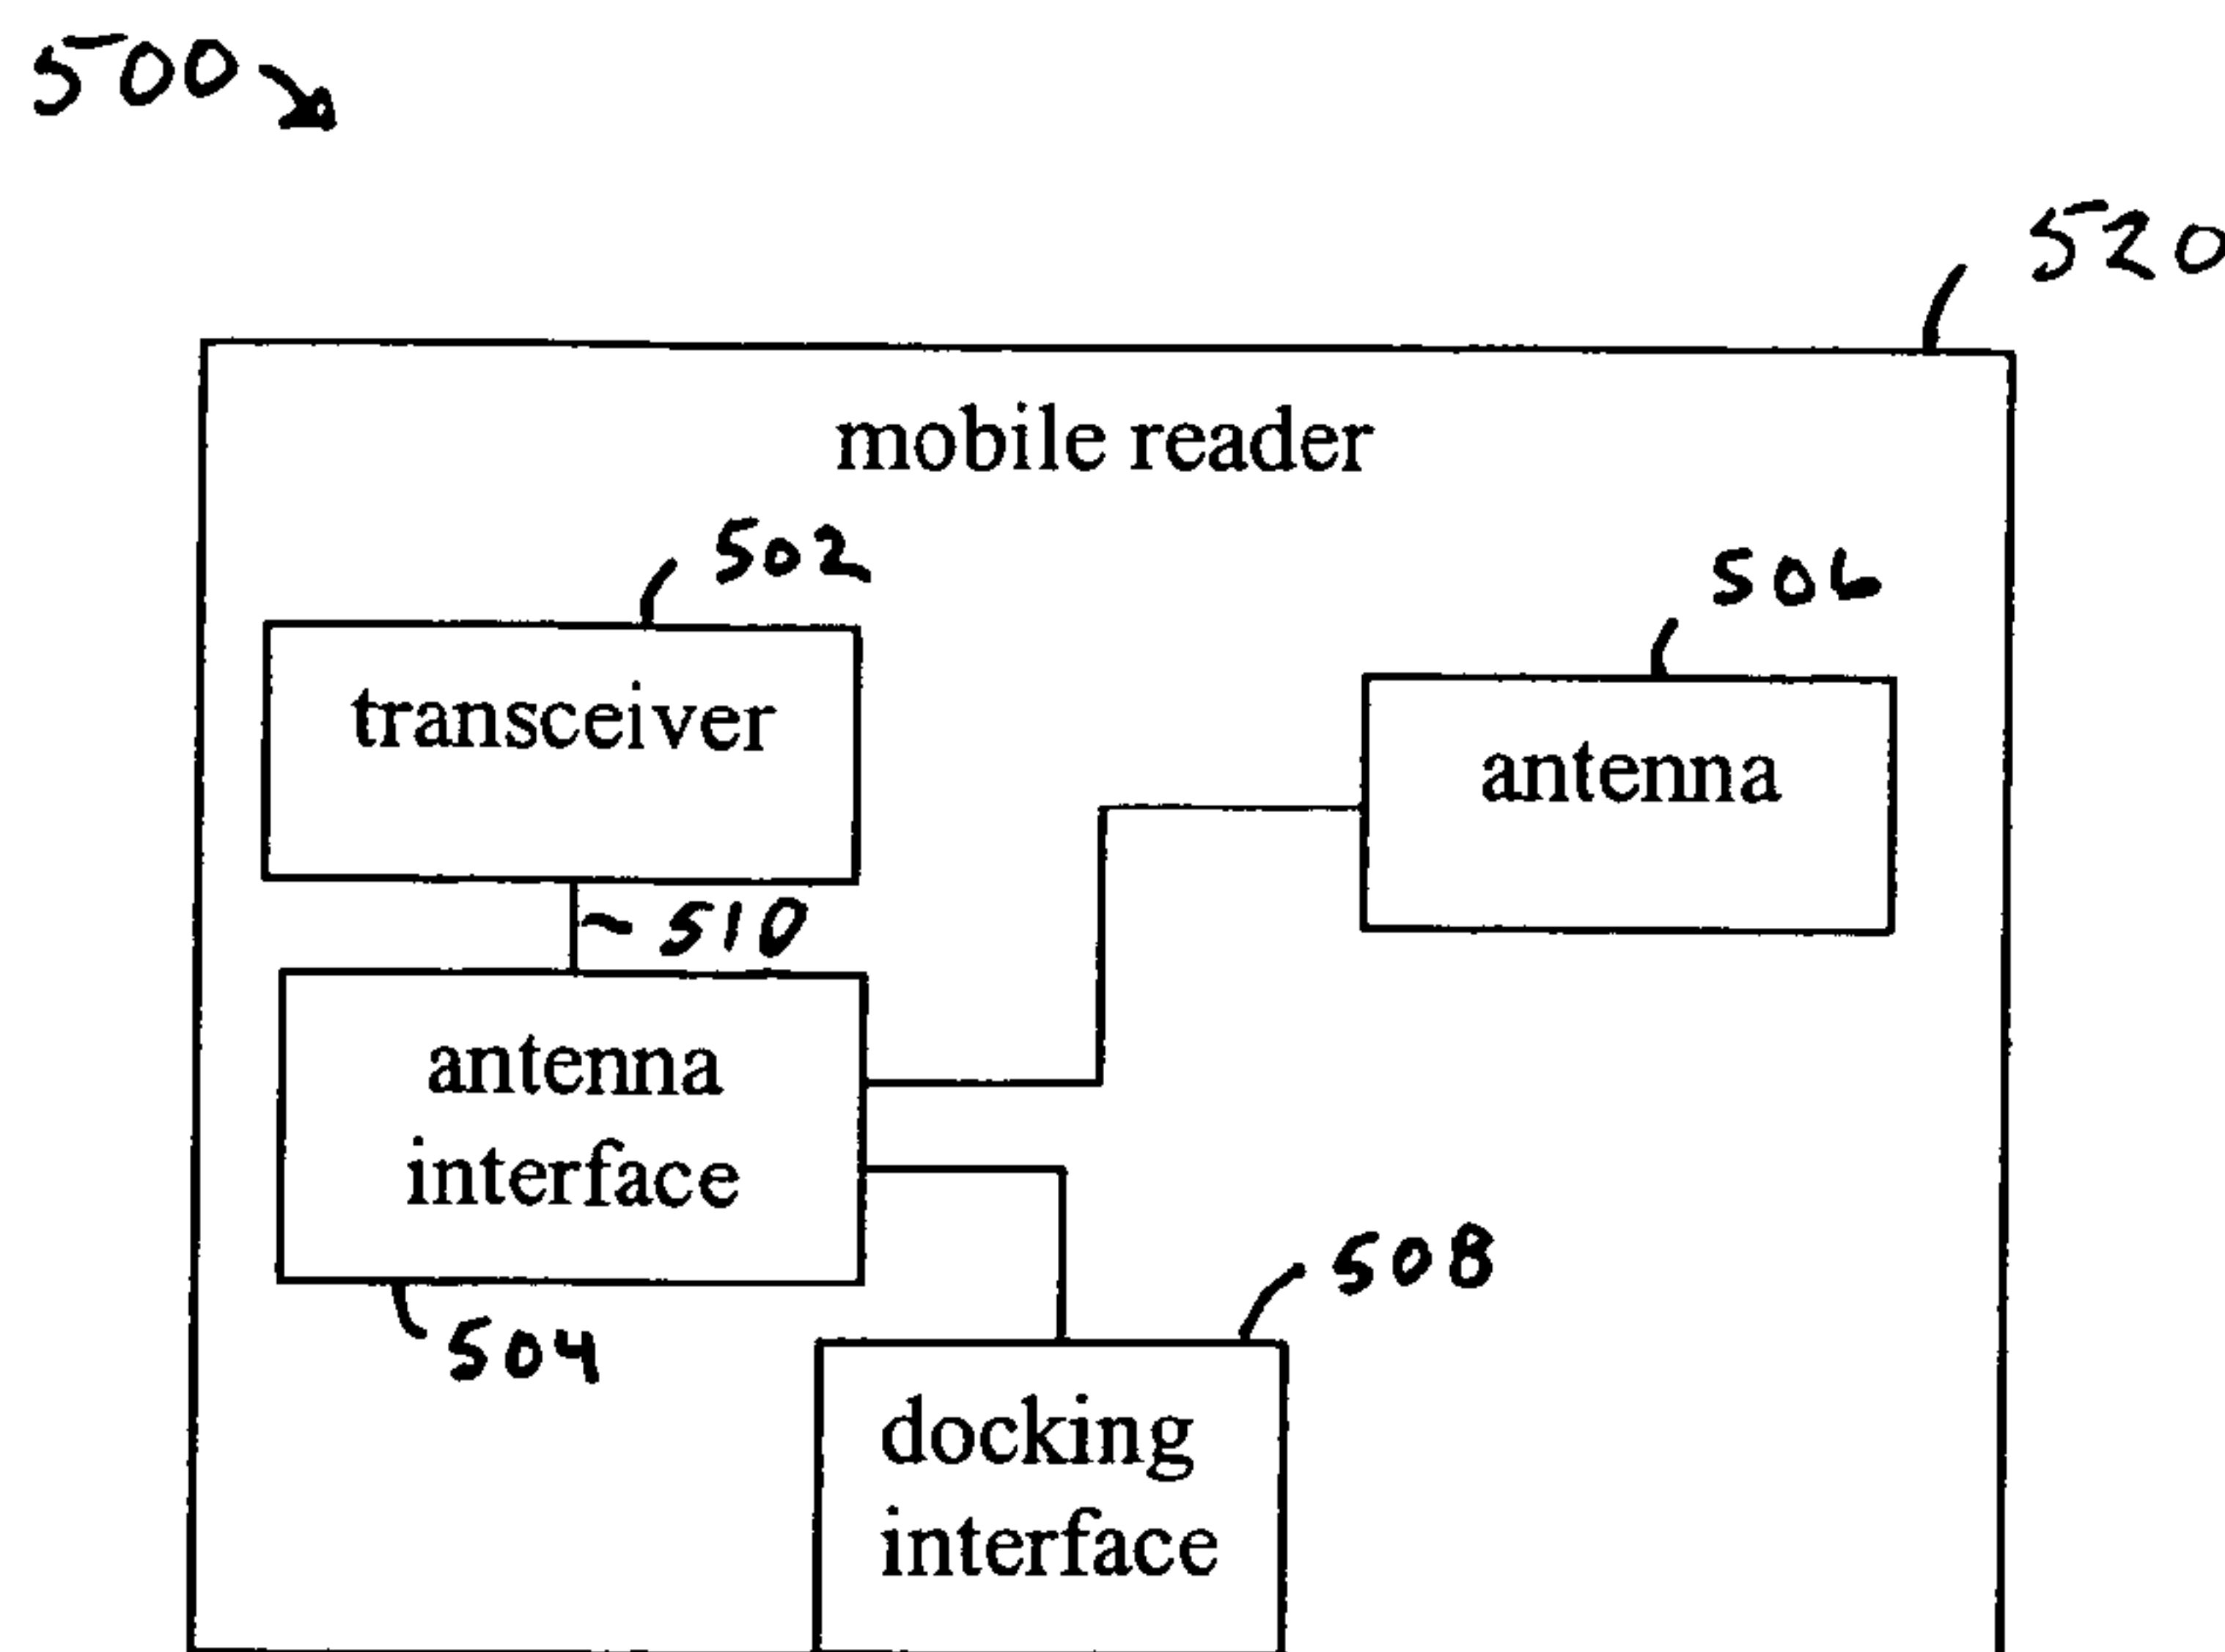 500
520
mobile reader
502
506
transceiver
antenna
510
antenna
interface
508
504
docking
interface